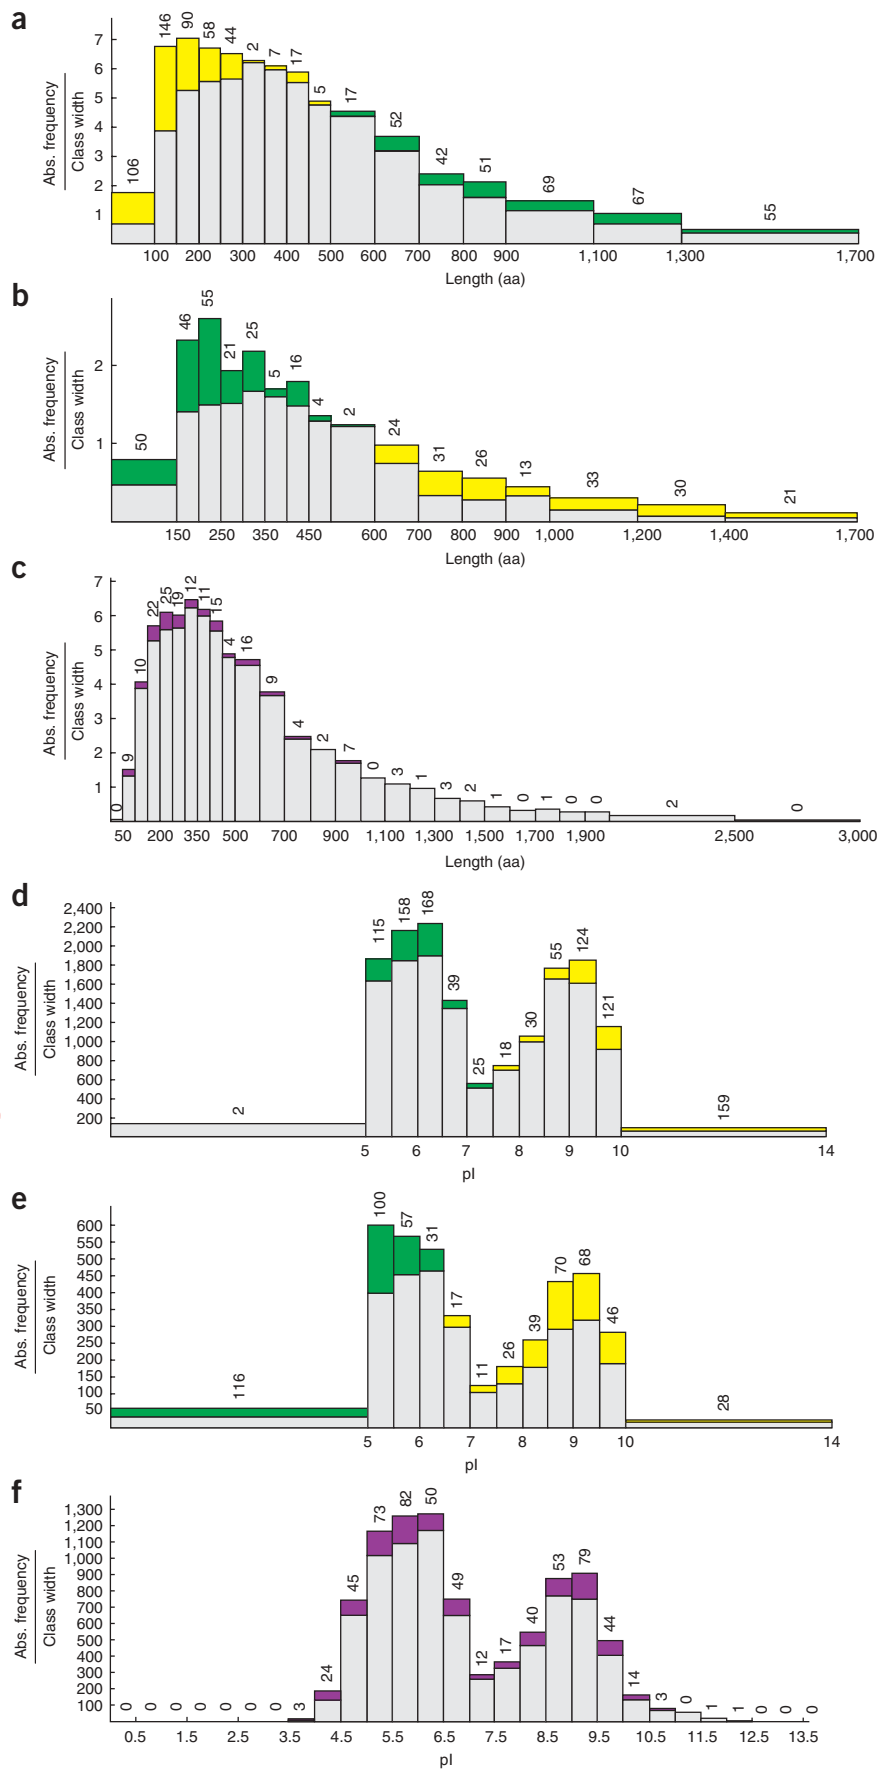 a
Abs. frequency
Class width
7
6
5
4
3
2
1
106 146 90 58 44 2 7 17 5 17 52 42 51 69 67 55
100 200 300 400 500 600 700 800 900 1,100 1,300 1,700
Length (aa)
b
Abs. frequency
Class width
2
1
50 46 55 21 25 5 16 4 2 24 31 26 13 33 30 21
150 250 350 450 600 700 800 900 1,000 1,200 1,400 1,700
Length (aa)
c
Abs. frequency
Class width
7
6
5
4
3
2
1
0 9 10 22 25 19 12 11 15 4 16 9 4 2 7 0 3 1 3 2 1 0 1 0 0 2 0
50 200 350 500 700 900 1,100 1,300 1,500 1,700 1,900 2,500 3,000
Length (aa)
d
Abs. frequency
Class width
2,400
2,200
2,000
1,800
1,600
1,400
1,200
1,000
800
600
400
200
2 115 158 168 39 25 18 30 55 124 121 159
5 6 7 8 9 10 14
pI
e
Abs. frequency
Class width
600
550
500
450
400
350
300
250
200
150
100
50
116 100 57 31 17 11 26 39 70 68 46 28
5 6 7 8 9 10 14
pI
f
Abs. frequency
Class width
1,300
1,200
1,100
1,000
900
800
700
600
500
400
300
200
100
0 0 0 0 0 0 0 3 24 45 73 82 50 49 12 17 40 53 79 44 14 3 0 1 1 0 0 0
0.5 1.5 2.5 3.5 4.5 5.5 6.5 7.5 8.5 9.5 10.5 11.5 12.5 13.5
pI